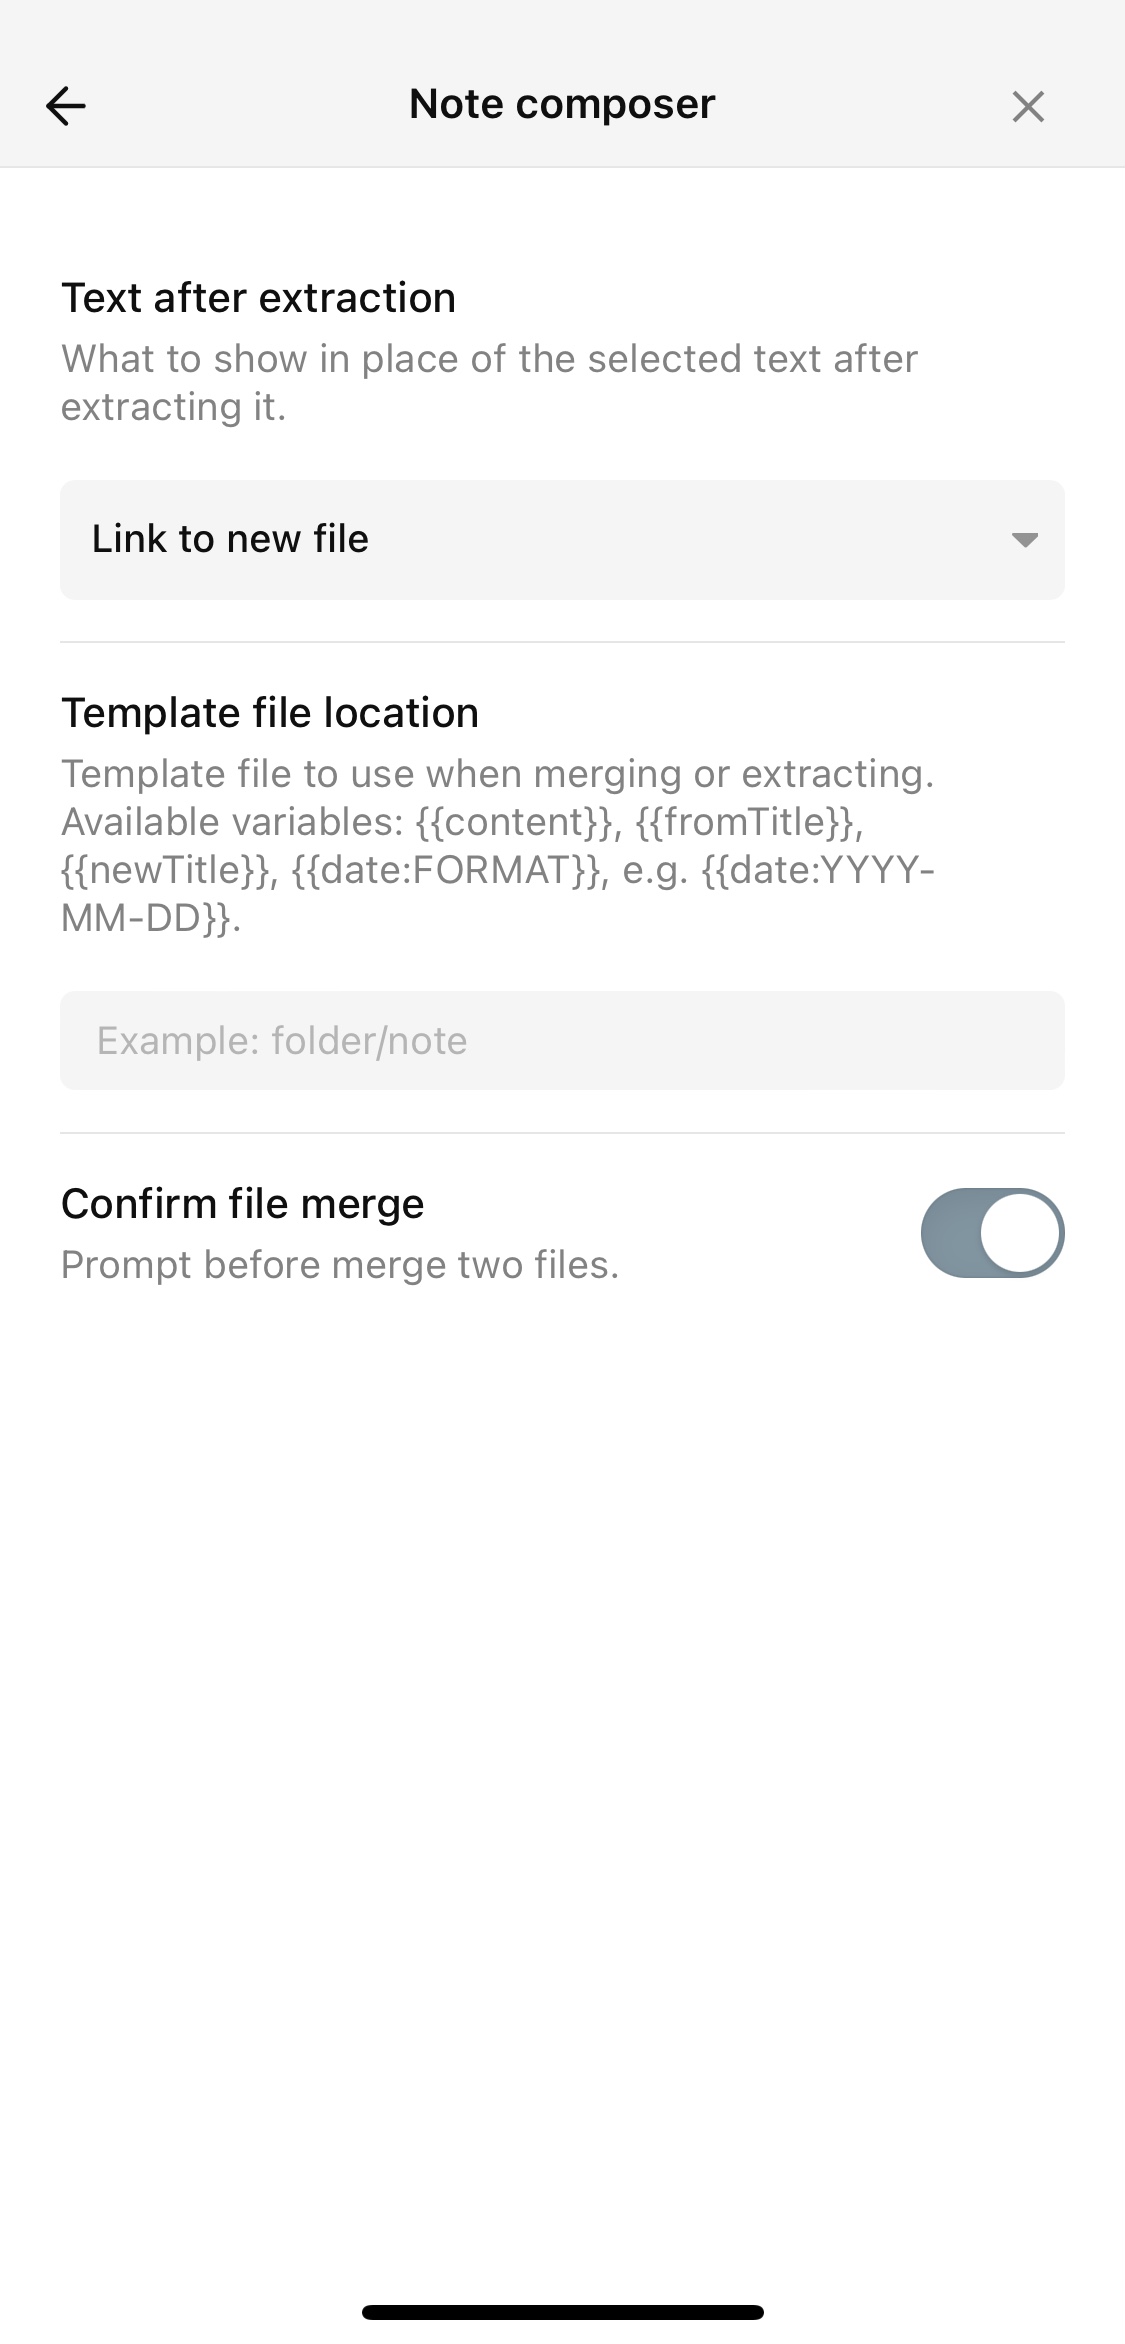 Note composer
Text after extraction
What to show in place of the selected text after
extracting it.
Link to new file
Template file location
Template file to use when merging or extracting.
Available variables: {{content}}, {{fromTitle}},
{{newTitle}}, {{date:FORMAT}}, e.g. {{date:YYYY-
MM-DD}}.
Example: folder/note
Confirm file merge
Prompt before merge two files.